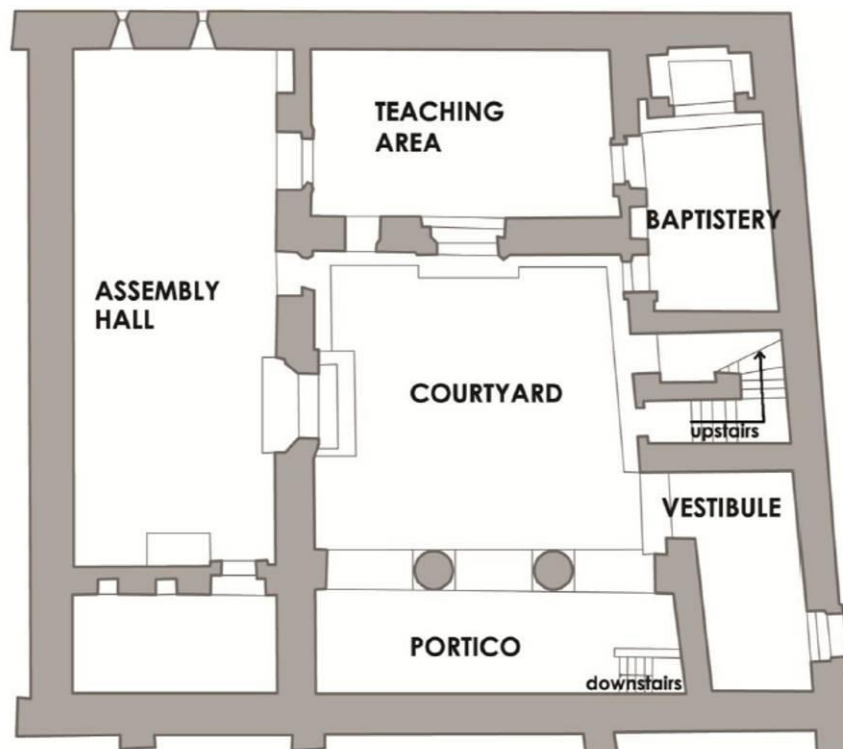 TEACHING
AREA
BAPTISTERY
ASSEMBLY
HALL
COURTYARD
upstairs
VESTIBULE
PORTICO
downstairs